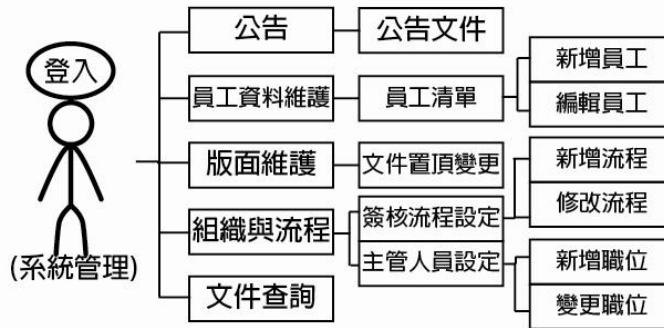 登入
(系統管理)
公告
公告文件
員工資料維護
員工清單
新增員工
編輯員工
版面維護
文件置頂變更
組織與流程
簽核流程設定
新增流程
修改流程
主管人員設定
新增職位
變更職位
文件查詢